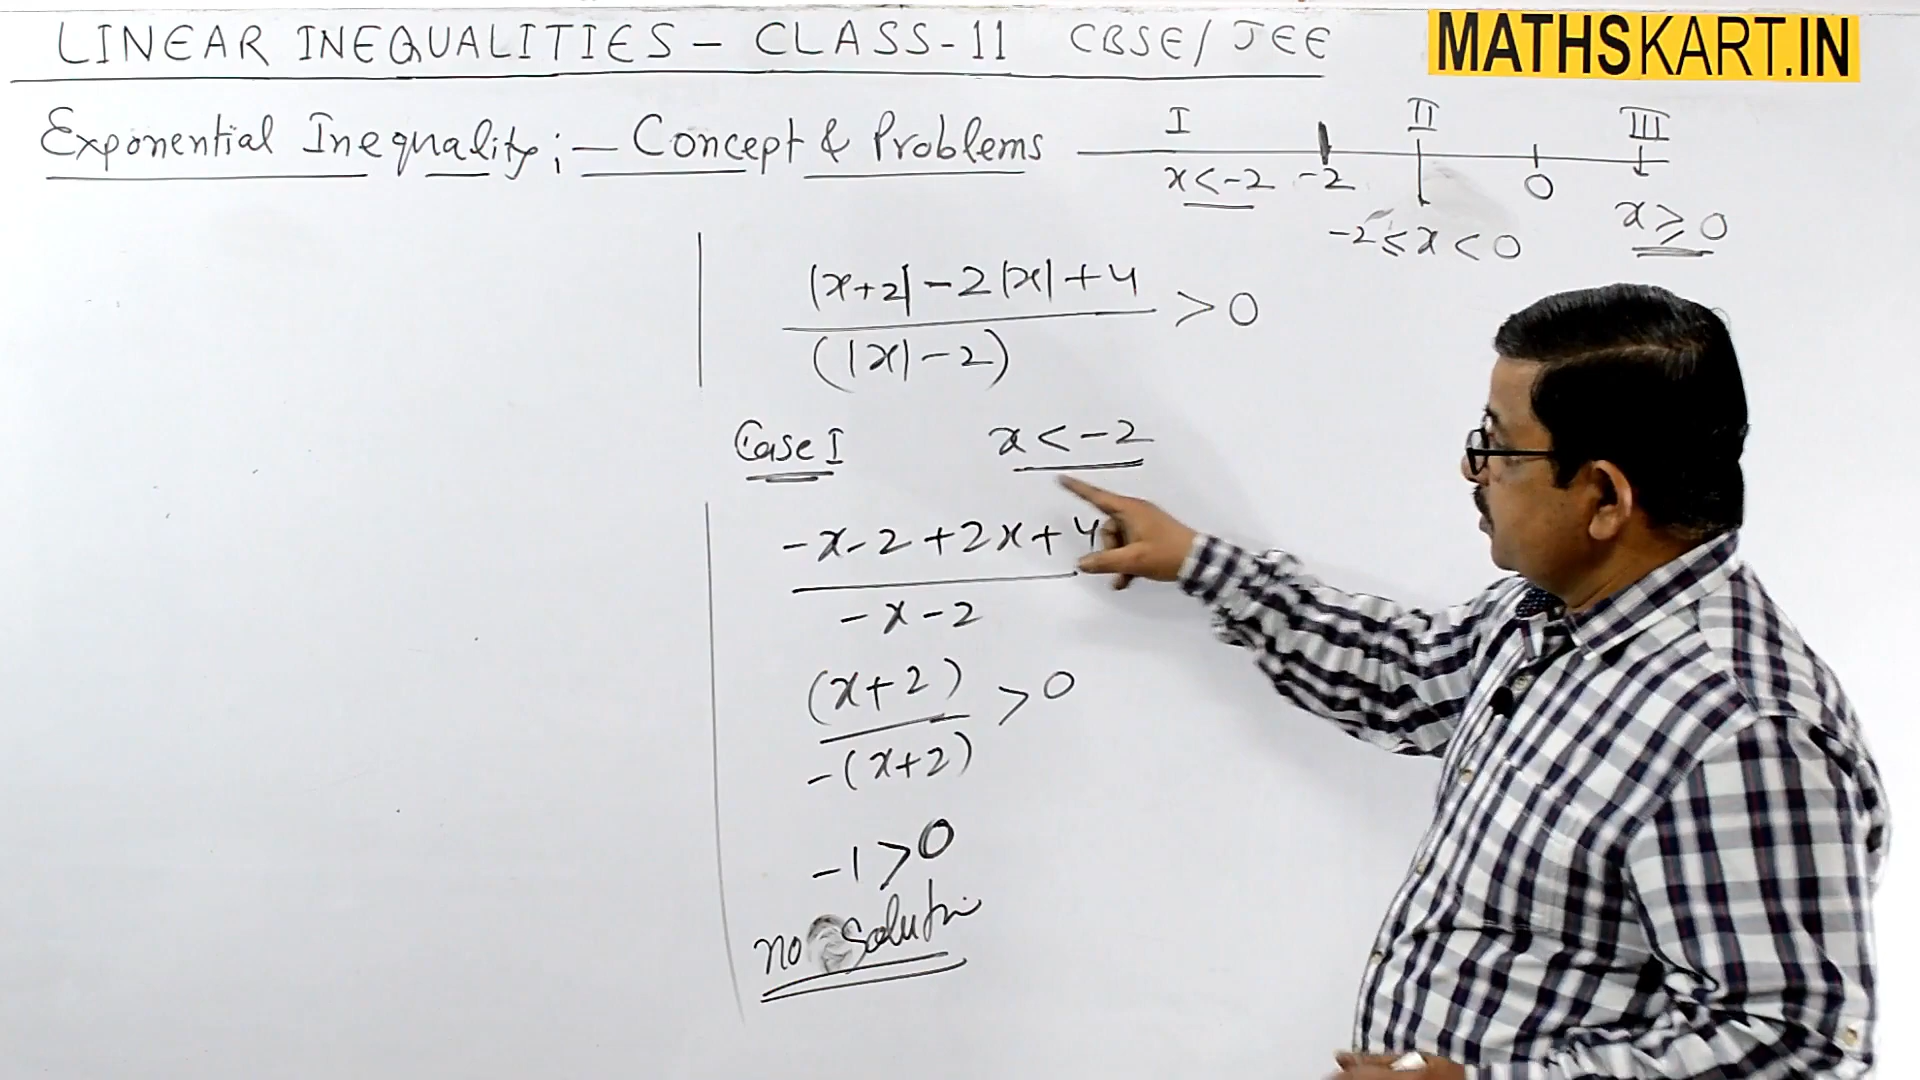 LINEAR INEQUALITIES – CLASS-11 CBSE/JEE
MATHSKART.IN
Exponential Inequality ;– Concept & Problems
I II III
x<-2 -2 0
-2≤x<0 x≥0
|x+2|-2|x|+4
(|x|-2)
>0
Case I x<-2
-x-2+2x+4
-x-2
(x+2)
-(x+2)
>0
-1>0
no